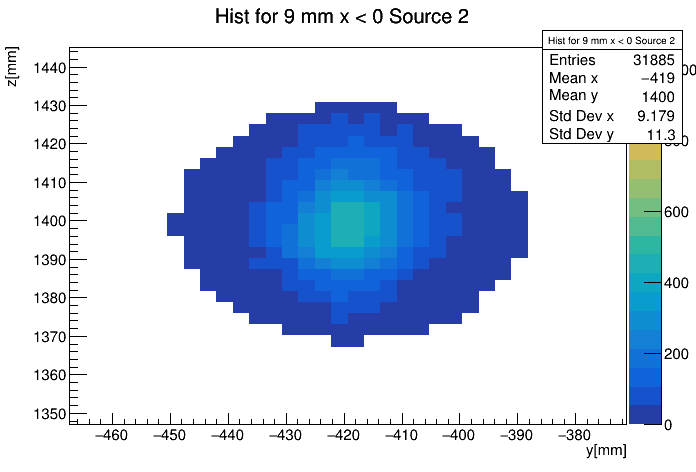 Hist for 9 mm x < 0 Source 2
z[mm]
1440
1430
1420
1410
1400
1390
1380
1370
1360
1350
−460
−450
−440
−430
−420
−410
−400
−390
−380
y[mm]
Hist for 9 mm x < 0 Source 2
Entries 31885
Mean x −419
Mean y 1400
Std Dev x 9.179
Std Dev y 11.3
600
400
200
0